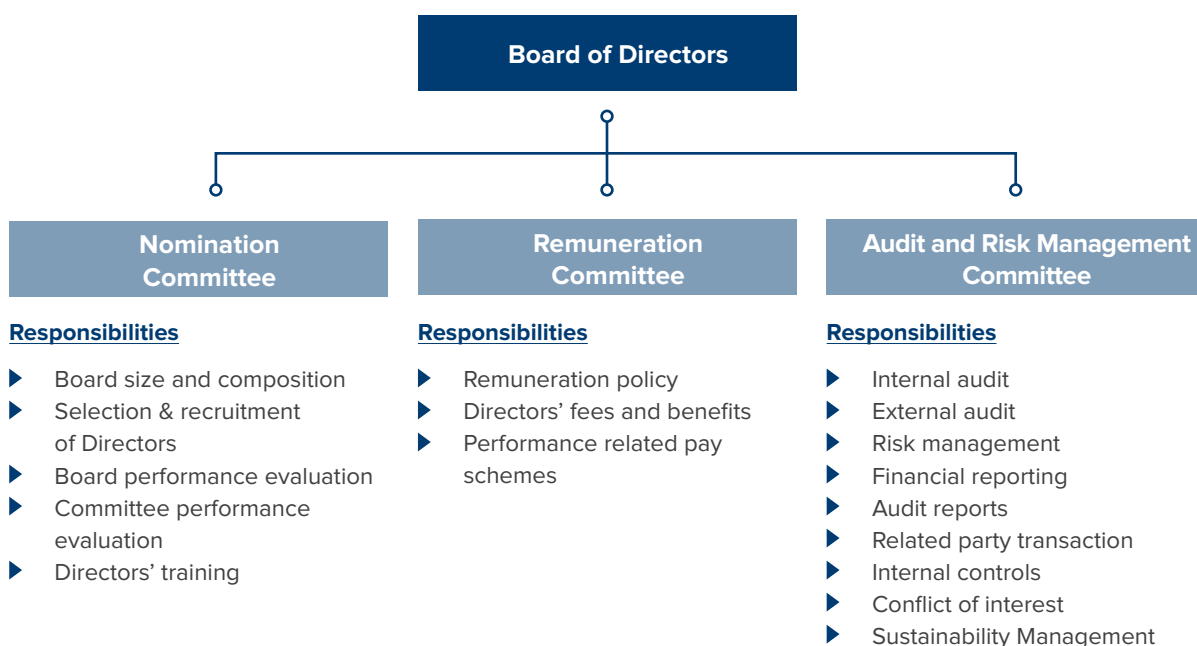 Board of Directors
Nomination
Committee
Responsibilities
Board size and composition
Selection & recruitment
of Directors
Board performance evaluation
Committee performance
evaluation
Directors’ training
Remuneration
Committee
Responsibilities
Remuneration policy
Directors’ fees and benefits
Performance related pay
schemes
Audit and Risk Management
Committee
Responsibilities
Internal audit
External audit
Risk management
Financial reporting
Audit reports
Related party transaction
Internal controls
Conflict of interest
Sustainability Management